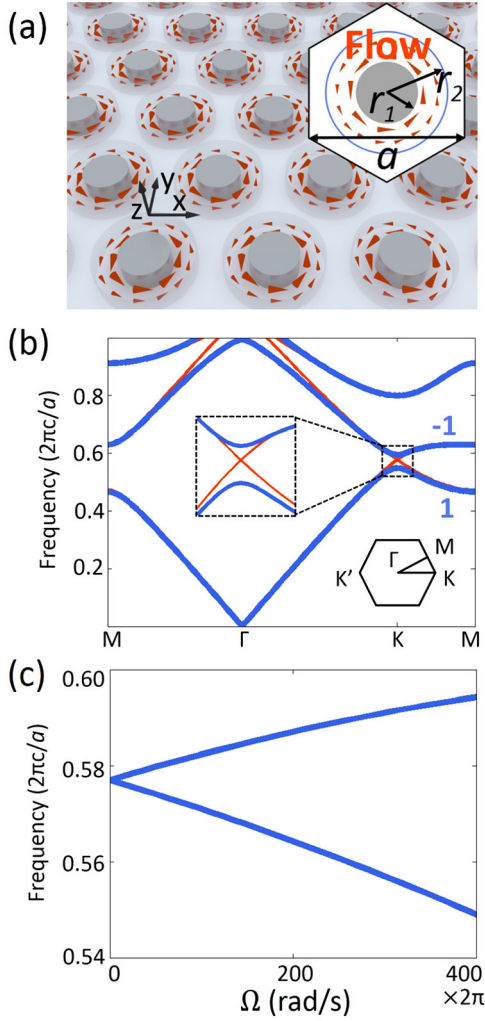 (a)
Flow
r1
r2
a
z
y
x
(b)
Frequency (2πc/a)
0.8
0.6
0.4
0.2
-1
1
Γ
M
K'
K
M
Γ
K
M
(c)
Frequency (2πc/a)
0.60
0.58
0.56
0.54
0
200
400
×2π
Ω (rad/s)